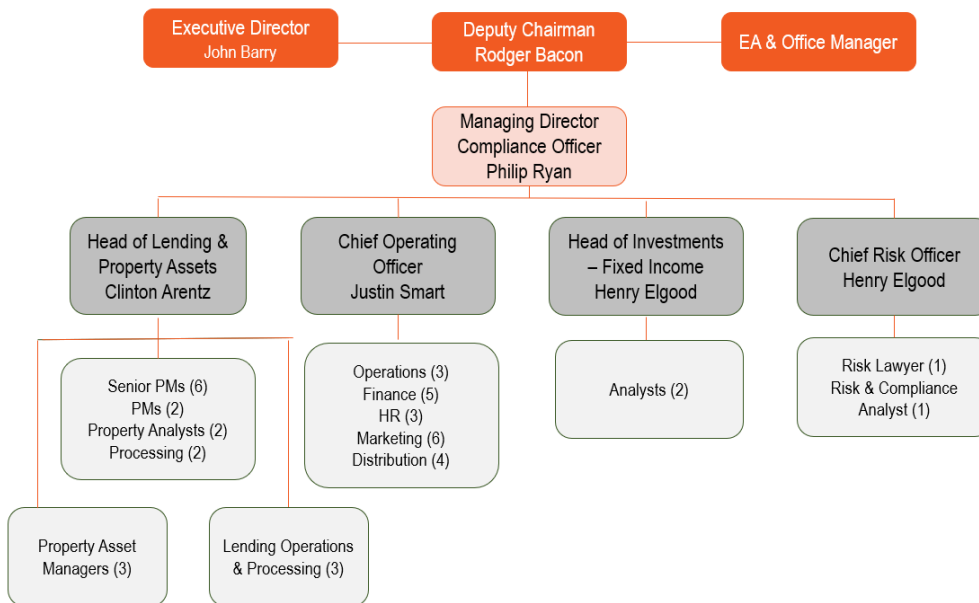 Executive Director
John Barry
Deputy Chairman
Rodger Bacon
EA & Office Manager
Managing Director
Compliance Officer
Philip Ryan
Head of Lending &
Property Assets
Clinton Arentz
Chief Operating
Officer
Justin Smart
Head of Investments
– Fixed Income
Henry Elgood
Chief Risk Officer
Henry Elgood
Senior PMs (6)
PMs (2)
Property Analysts (2)
Processing (2)
Operations (3)
Finance (5)
HR (3)
Marketing (6)
Distribution (4)
Analysts (2)
Risk Lawyer (1)
Risk & Compliance
Analyst (1)
Property Asset
Managers (3)
Lending Operations
& Processing (3)